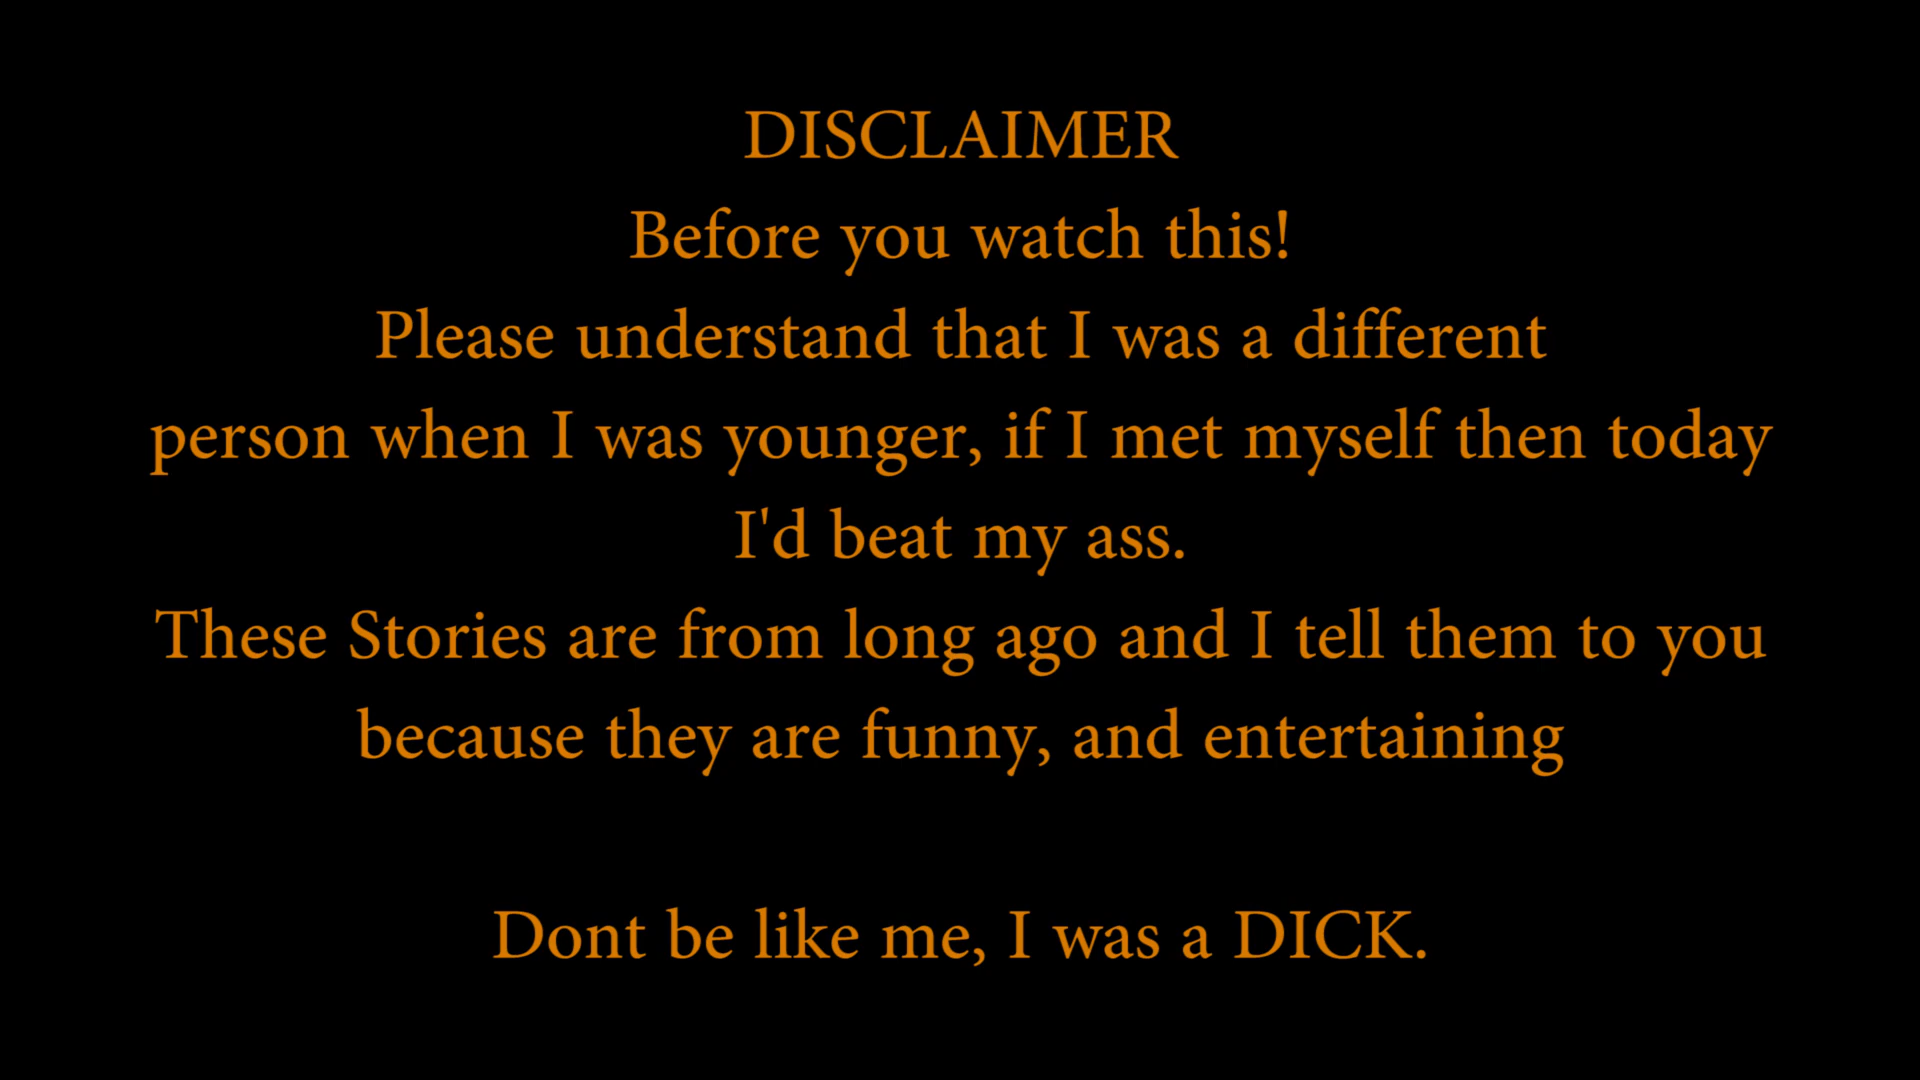 DISCLAIMER
Before you watch this!
Please understand that I was a different
person when I was younger, if I met myself then today
I'd beat my ass.
These Stories are from long ago and I tell them to you
because they are funny, and entertaining
Dont be like me, I was a DICK.